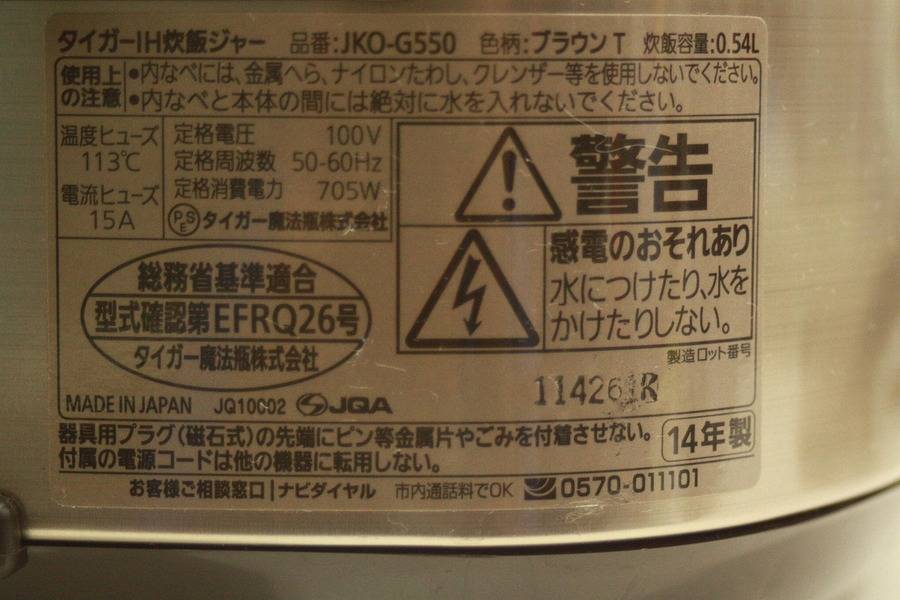 タイガーIH炊飯ジャー 品番:JKO-G550 色柄:ブラウンT 炊飯容量:0.54L
使用上の注意
•内なべには、金属へら、ナイロンたわし、クレンザー等を使用しないでください。
•内なべと本体の間には絶対に水を入れないでください。
温度ヒューズ
113℃
電流ヒューズ
15A
定格電圧 100V
定格周波数 50-60Hz
定格消費電力 705W
PSE タイガー魔法瓶株式会社
警告
感電のおそれあり
水につけたり、水を
かけたりしない。
総務省基準適合
型式確認第EFRQ26号
タイガー魔法瓶株式会社
製造ロット番号
MADE IN JAPAN JQ10002 JQA
器具用プラグ(磁石式)の先端にピン等金属片やごみを付着させない。
付属の電源コードは他の機器に転用しない。
14年製
お客様ご相談窓口|ナビダイヤル 市内通話料でOK 0570-011101